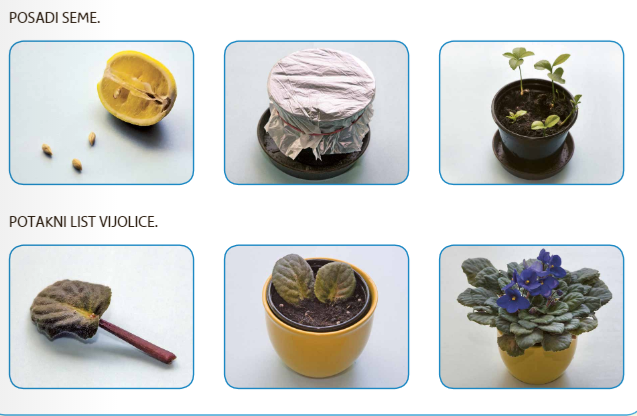 POSADI SEME.
POTAKNI LIST VIJOLICE.